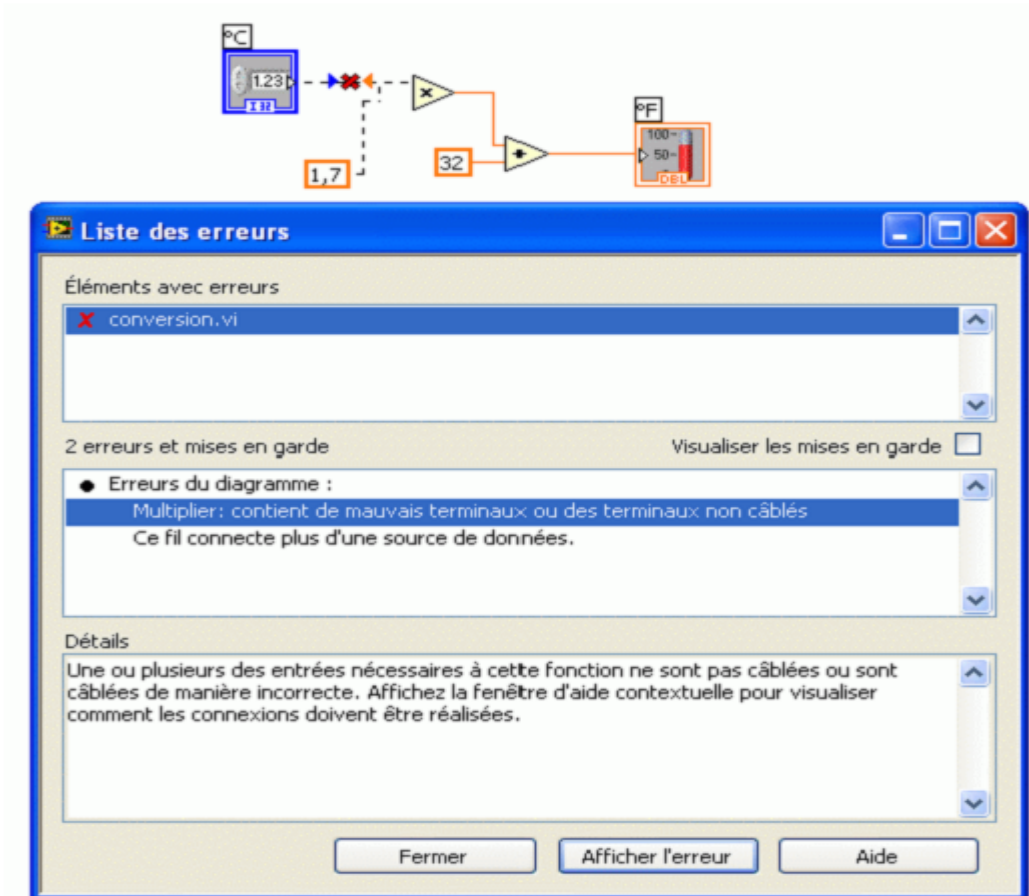 °C
1.23
I 32
1,7
32
°F
100-
50-
DBL
Liste des erreurs
Éléments avec erreurs
conversion.vi
2 erreurs et mises en garde
Visualiser les mises en garde
Erreurs du diagramme :
Multiplier: contient de mauvais terminaux ou des terminaux non câblés
Ce fil connecte plus d'une source de données.
Détails
Une ou plusieurs des entrées nécessaires à cette fonction ne sont pas câblées ou sont
câblées de manière incorrecte. Affichez la fenêtre d'aide contextuelle pour visualiser
comment les connexions doivent être réalisées.
Fermer
Afficher l'erreur
Aide